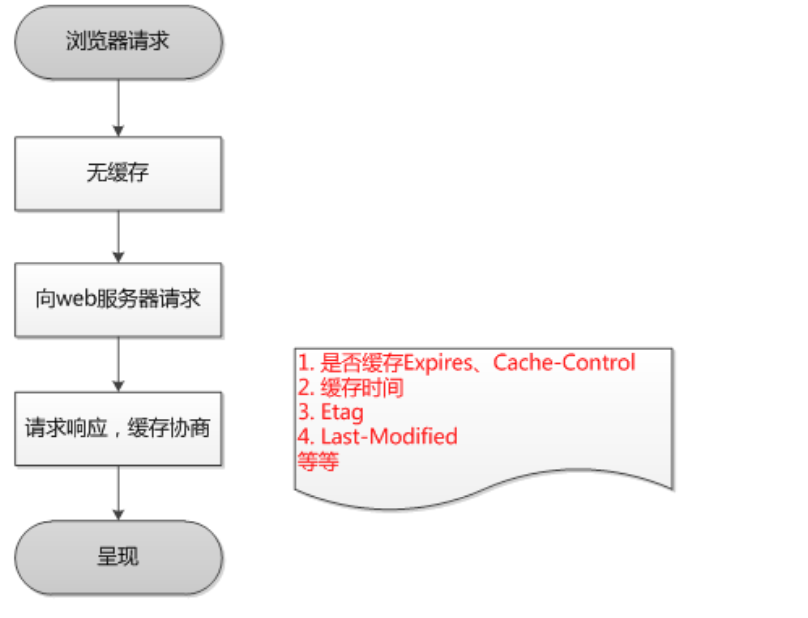 浏览器请求
无缓存
向web服务器请求
请求响应，缓存协商
呈现
1. 是否缓存Expires、Cache-Control
2. 缓存时间
3. Etag
4. Last-Modified
等等